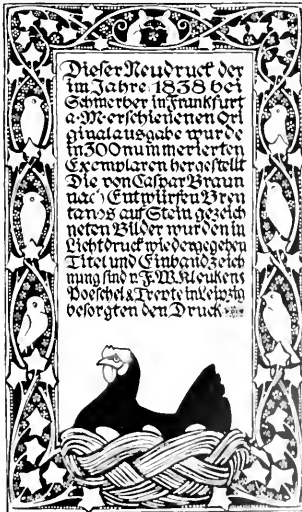 Dieser Neudruck der
im Jahre 1838 bei
Schmerber in Frankfurt
a. M. erschienenen Ori
ginalausgabe wurde
in 300 nummerierten
Exemplaren hergestellt
Die von Caspar Braun
nach Entwürfen Bren
tanos auf Stein gezeich
neten Bilder wurden in
Lichtdruck wiedergegeben
Titel und Einbandzeich
nung sind v. F. W. Kleukens
Poeschel & Trepte in Leipzig
besorgten den Druck